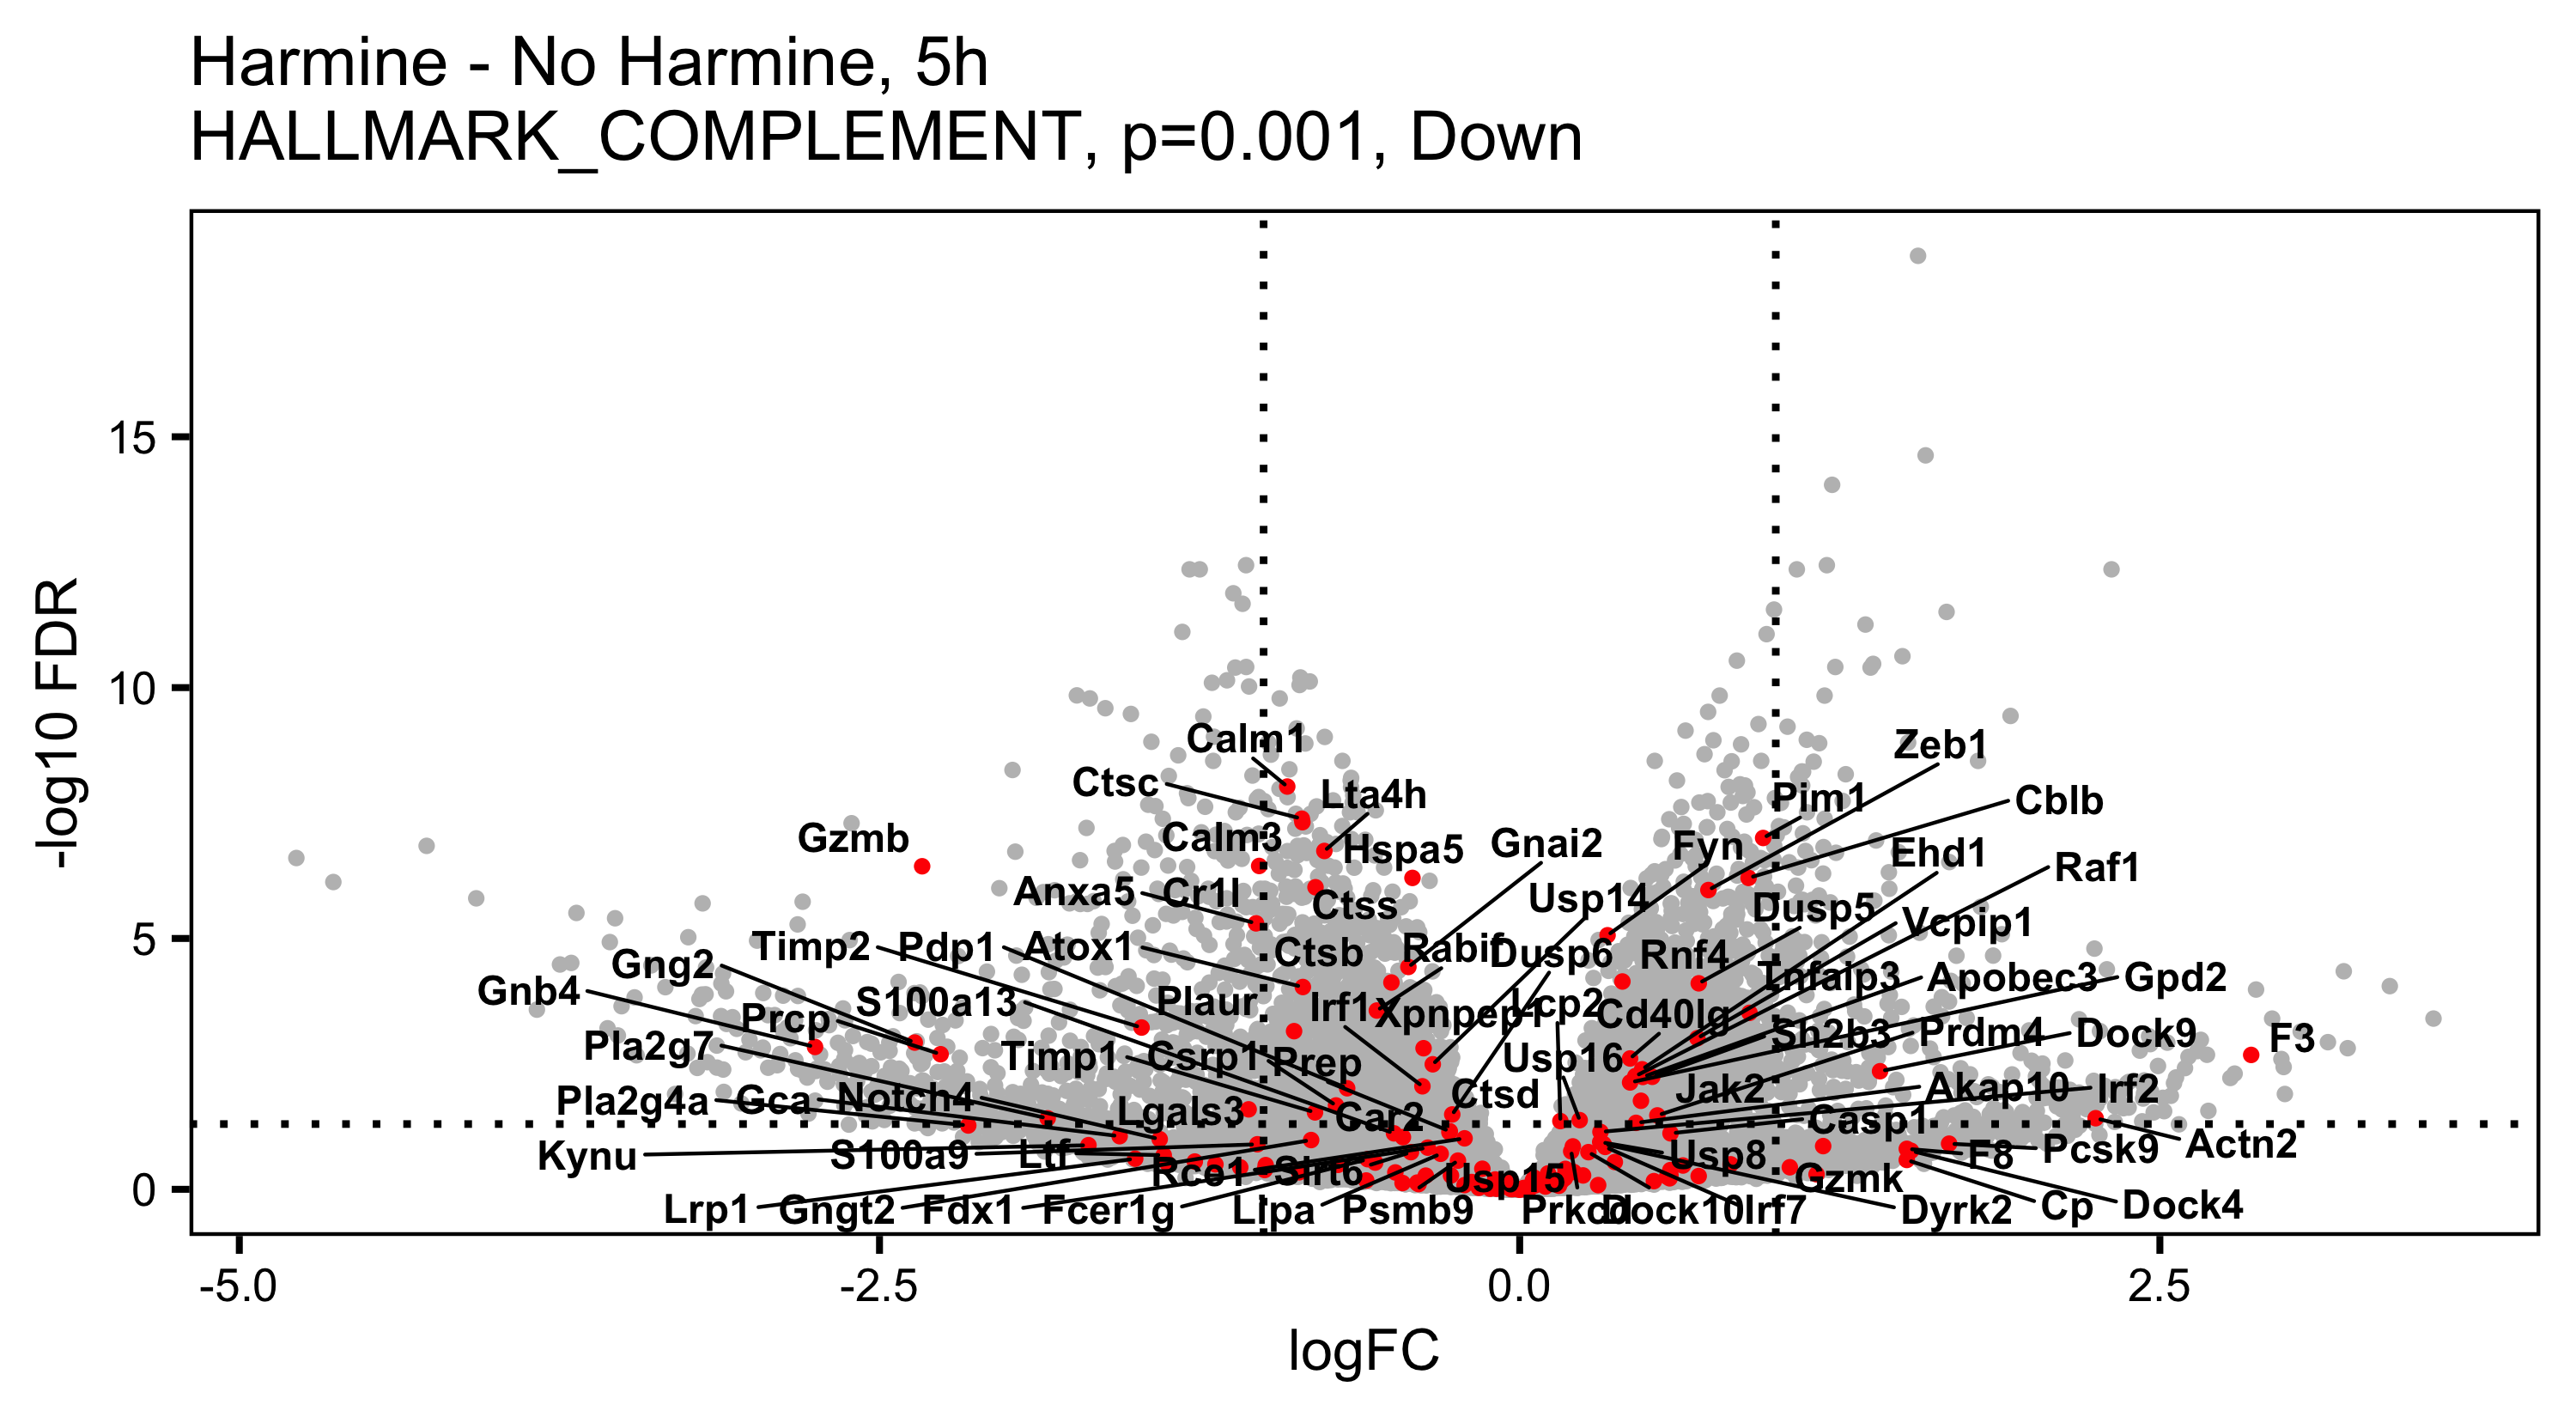 Harmine - No Harmine, 5h
HALLMARK_COMPLEMENT, p=0.001, Down
-log10 FDR
15
10
5
0
Calm1
Zeb1
Ctsc
Lta4h
Pim1
Cblb
Gzmb
Calm3
Hspa5
Gnai2
Fyn
Ehd1
Raf1
Anxa5
Cr1l
Ctss
Usp14
Dusp5
Vcpip1
Timp2
Pdp1
Atox1
Ctsb
Rabif
Dusp6
Rnf4
Gng2
Tnfaip3
Apobec3
Gpd2
Gnb4
S100a13
Plaur
Irf1
Xpnpep1
Lcp2
Cd40lg
Prcp
Sh2b3
Prdm4
Dock9
F3
Pla2g7
Timp1
Csrp1
Prep
Usp16
Pla2g4a
Gca
Notch4
Lgals3
Car2
Ctsd
Jak2
Akap10
Irf2
Casp1
Kynu
S100a9
Ltf
Rce1
Sirt6
Usp15
Usp8
Gzmk
F8
Pcsk9
Actn2
Lrp1
Gngt2
Fdx1
Fcer1g
Lipa
Psmb9
Prkcd
Dock10
Irf7
Dyrk2
Cp
Dock4
-5.0
-2.5
0.0
2.5
logFC